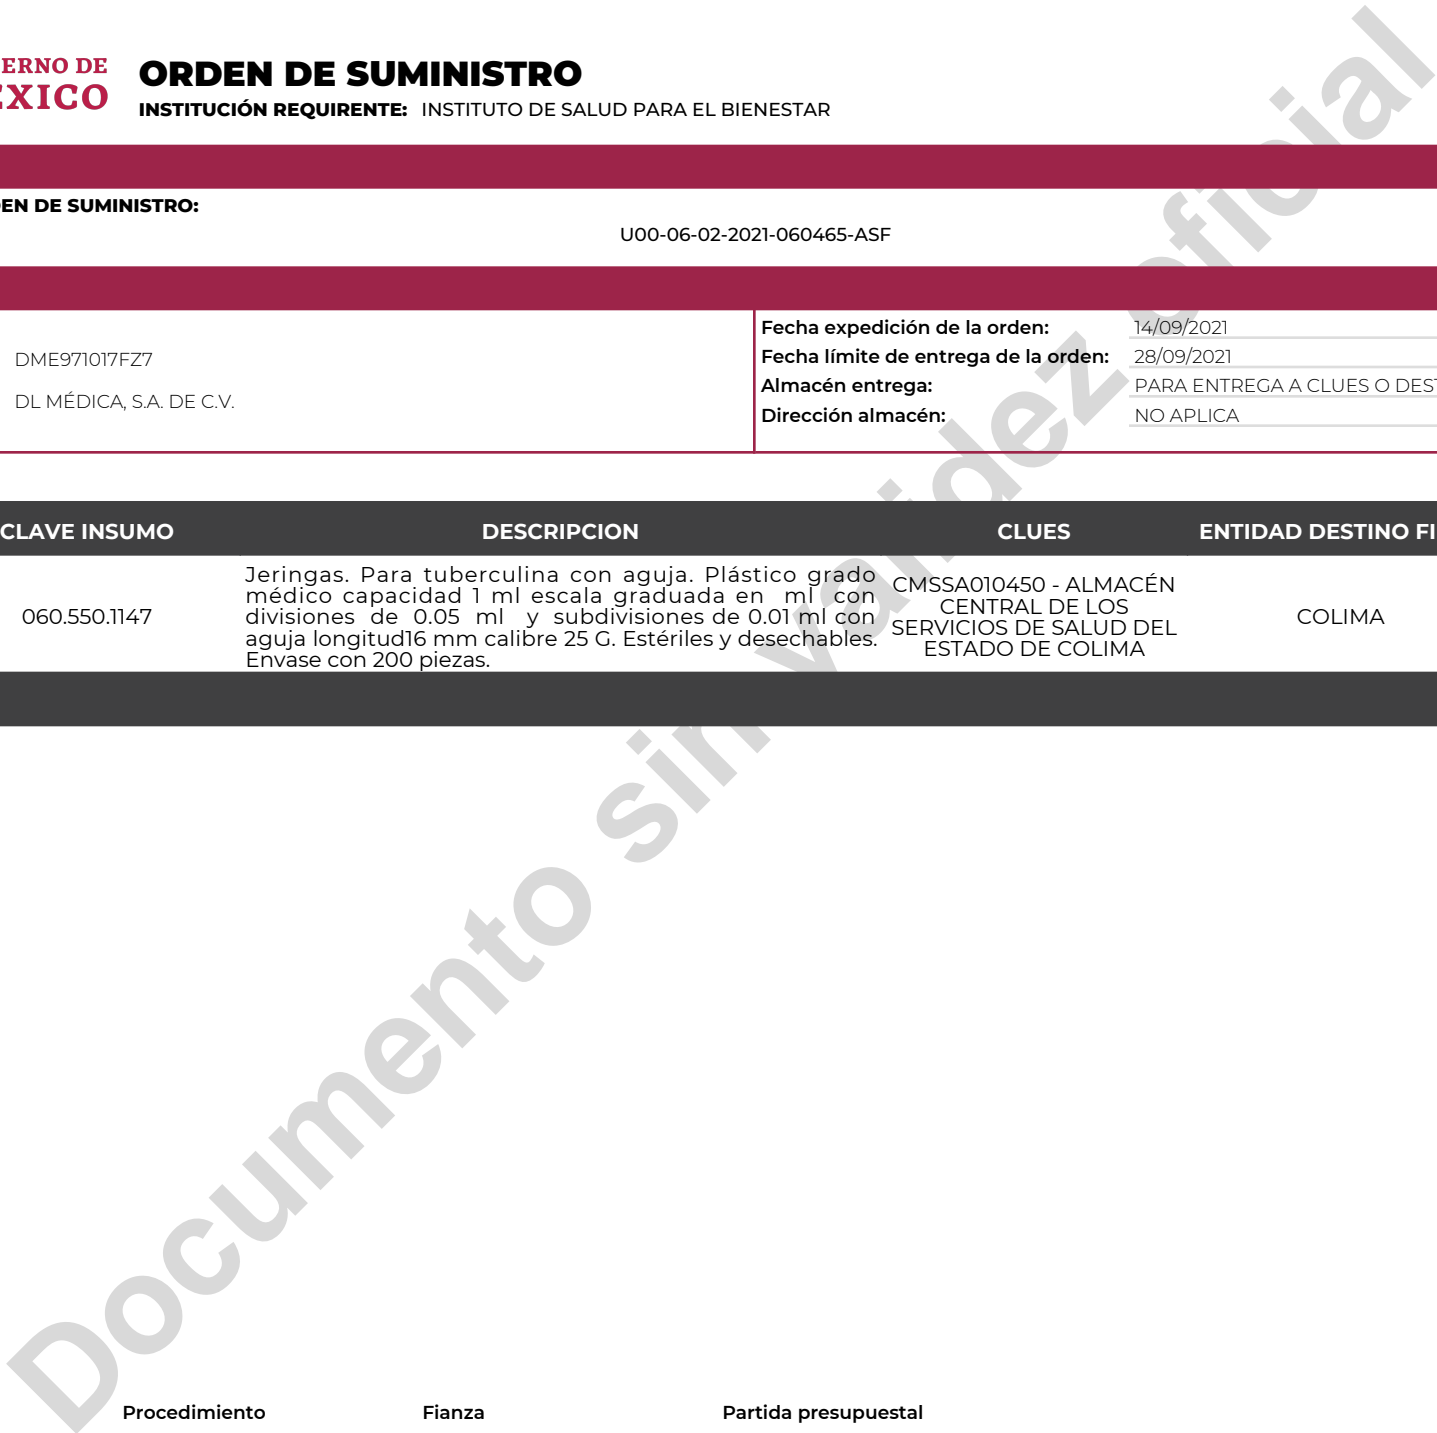 ERNO DE
ORDEN DE SUMINISTRO
EXICO
INSTITUCIÓN REQUIRENTE: INSTITUTO DE SALUD PARA EL BIENESTAR
EN DE SUMINISTRO:
U00-06-02-2021-060465-ASF
DME971017FZ7
DL MÉDICA, S.A. DE C.V.
Fecha expedición de la orden: 14/09/2021
Fecha límite de entrega de la orden: 28/09/2021
Almacén entrega: PARA ENTREGA A CLUES O DEST
Dirección almacén: NO APLICA
CLAVE INSUMO DESCRIPCION CLUES ENTIDAD DESTINO FI
060.550.1147
Jeringas. Para tuberculina con aguja. Plástico grado
médico capacidad 1 ml escala graduada en ml con
divisiones de 0.05 ml y subdivisiones de 0.01 ml con
aguja longitud16 mm calibre 25 G. Estériles y desechables.
Envase con 200 piezas.
CMSSA010450 - ALMACÉN
CENTRAL DE LOS
SERVICIOS DE SALUD DEL
ESTADO DE COLIMA
COLIMA
Documento sin validez oficial
Procedimiento Fianza Partida presupuestal